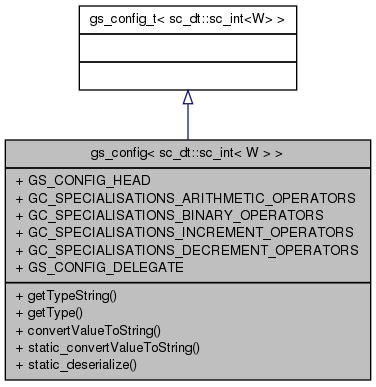 gs_config_t< sc_dt::sc_int<W> >
gs_config< sc_dt::sc_int< W > >
+ GS_CONFIG_HEAD
+ GC_SPECIALISATIONS_ARITHMETIC_OPERATORS
+ GC_SPECIALISATIONS_BINARY_OPERATORS
+ GC_SPECIALISATIONS_INCREMENT_OPERATORS
+ GC_SPECIALISATIONS_DECREMENT_OPERATORS
+ GS_CONFIG_DELEGATE
+ getTypeString()
+ getType()
+ convertValueToString()
+ static_convertValueToString()
+ static_deserialize()